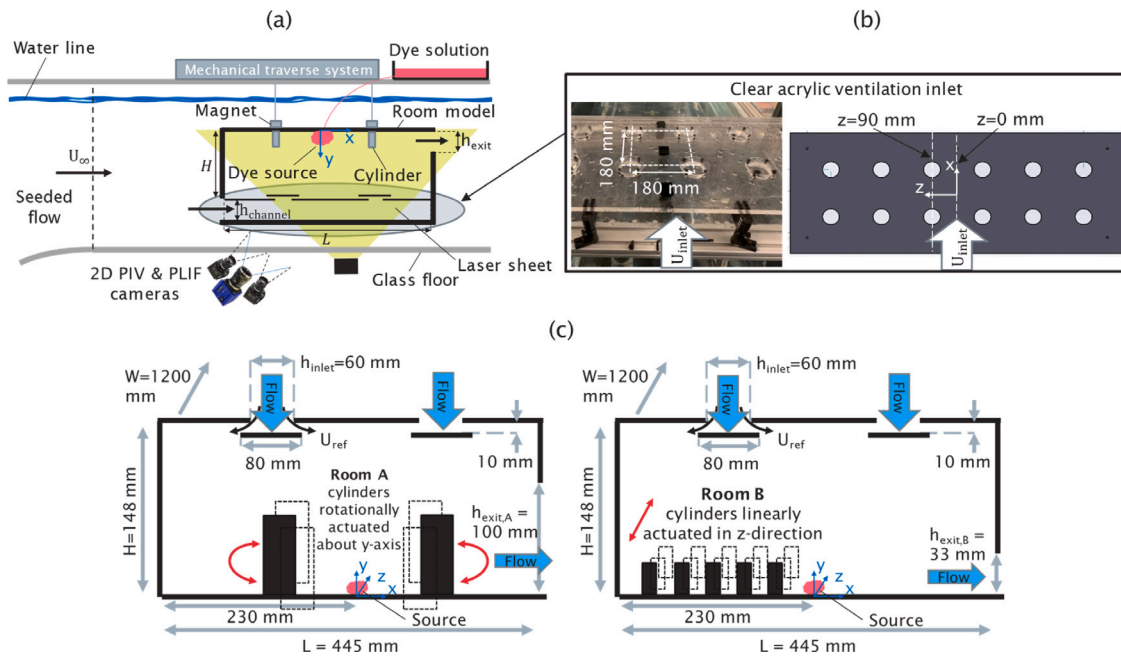 (a)
Water line
Dye solution
Mechanical traverse system
Magnet
Room model
x
y
h_exit
H
U_∞
Dye source
Cylinder
Seeded
flow
h_channel
L
Laser sheet
2D PIV & PLIF
cameras
Glass floor
(b)
Clear acrylic ventilation inlet
180 mm
180 mm
U_inlet
z=90 mm
z=0 mm
x
z
U_inlet
(c)
h_inlet=60 mm
W=1200
mm
Flow
Flow
U_ref
80 mm
10 mm
H=148 mm
Room A
cylinders
rotationally
actuated
about y-axis
h_exit,A =
100 mm
Flow
y
z
x
230 mm
Source
L = 445 mm
h_inlet=60 mm
W=1200
mm
Flow
Flow
U_ref
80 mm
10 mm
H=148 mm
Room B
cylinders linearly
actuated in z-direction
h_exit,B =
33 mm
Flow
y
z
x
230 mm
Source
L = 445 mm